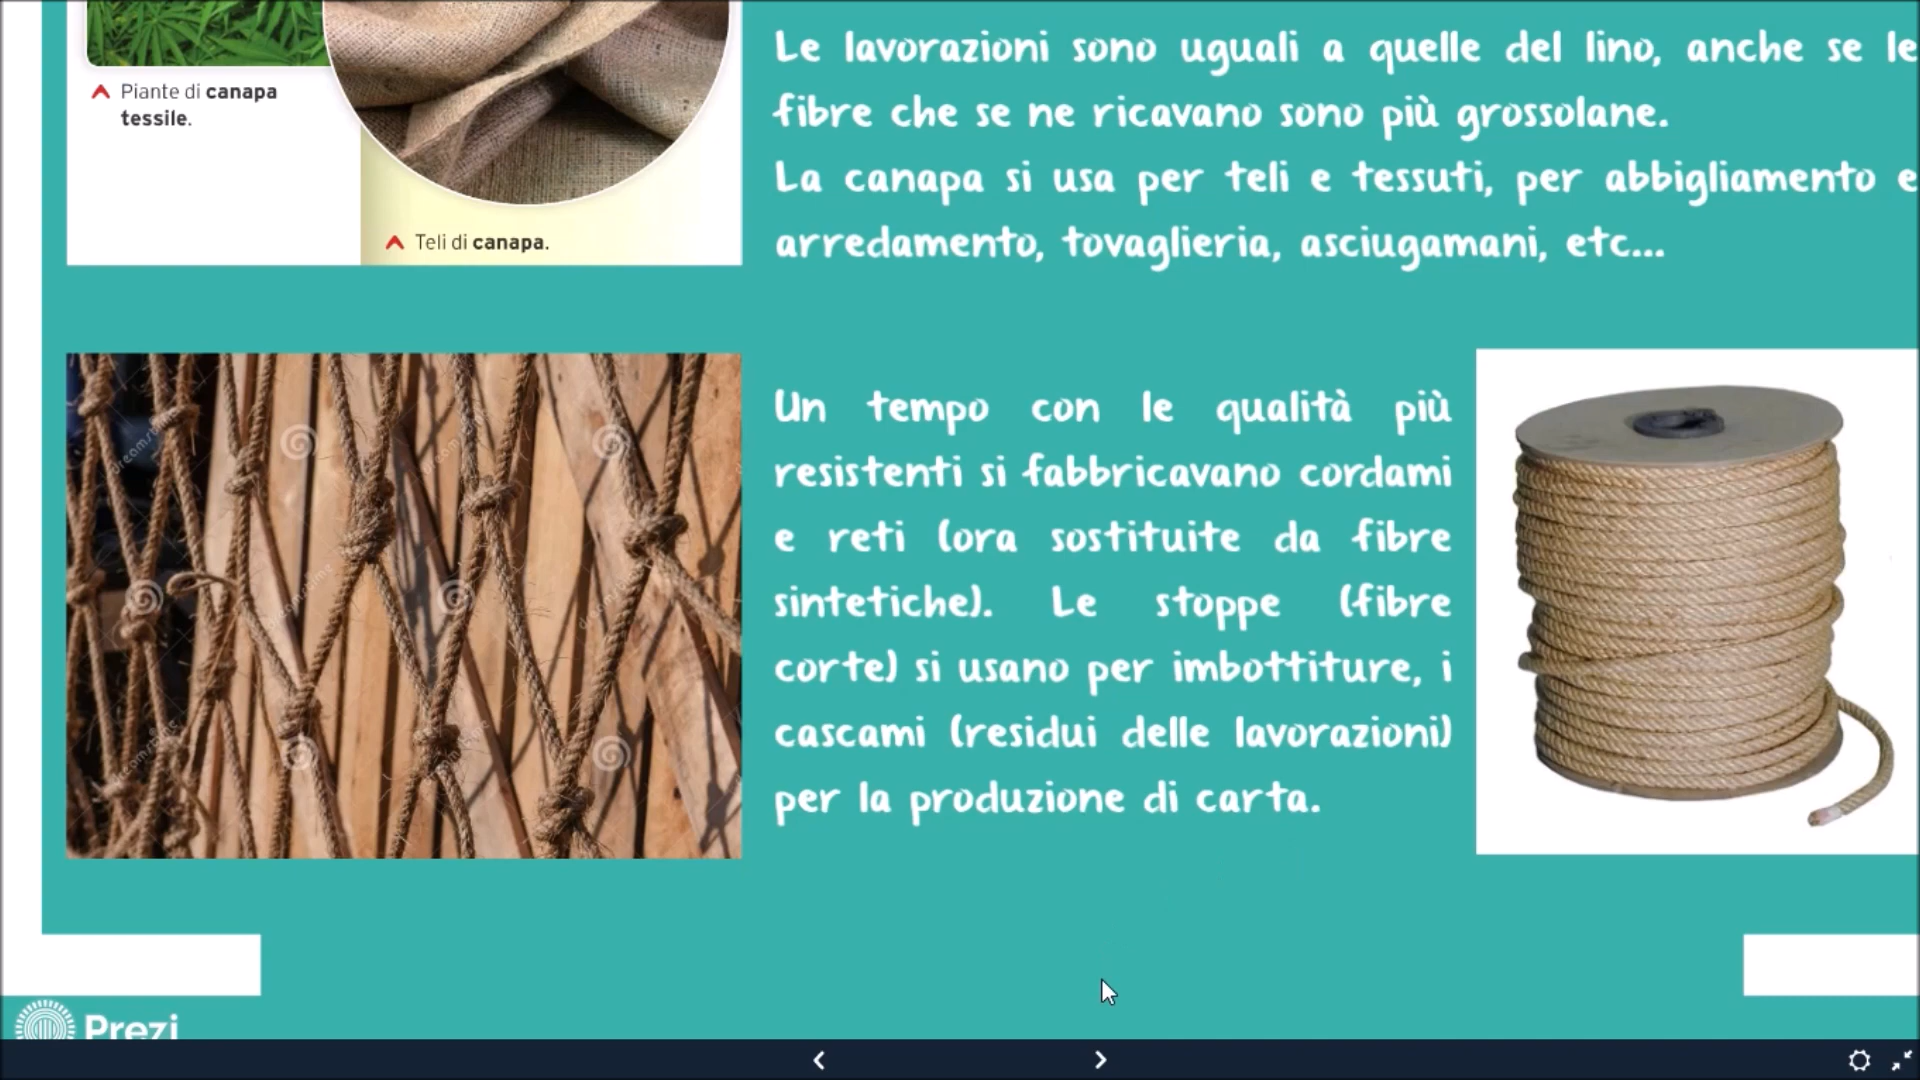 Piante di canapa
tessile.
Teli di canapa.
Le lavorazioni sono uguali a quelle del lino, anche se le
fibre che se ne ricavano sono più grossolane.
La canapa si usa per teli e tessuti, per abbigliamento e
arredamento, tovaglieria, asciugamani, etc...
Un tempo con le qualità più
resistenti si fabbricavano cordami
e reti (ora sostituite da fibre
sintetiche). Le stoppe (fibre
corte) si usano per imbottiture, i
cascami (residui delle lavorazioni)
per la produzione di carta.
Prezi